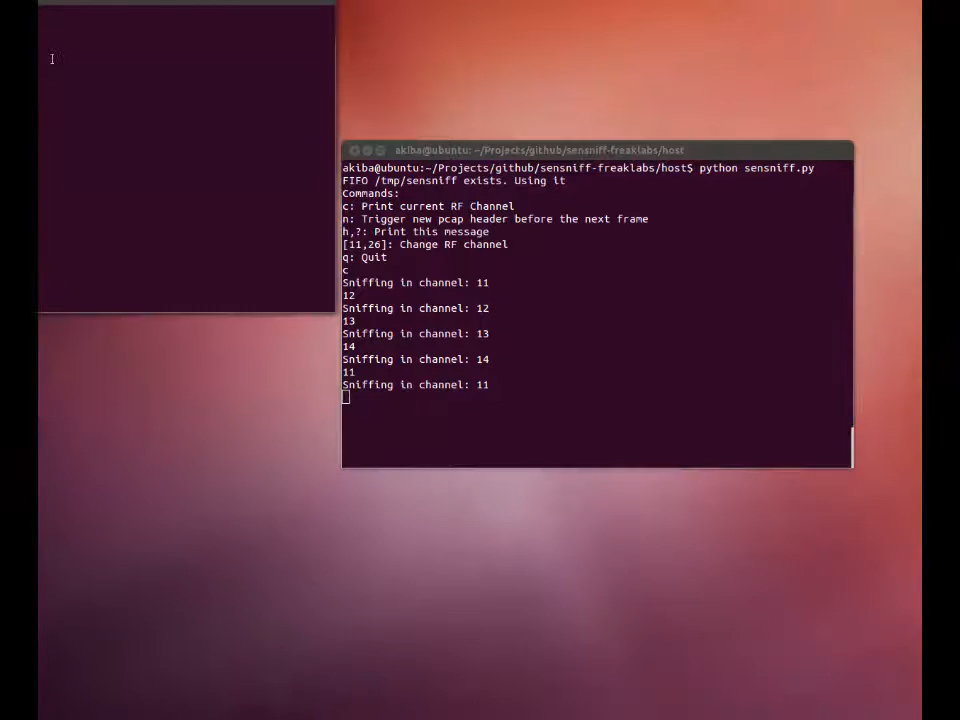 akiba@ubuntu: ~/Projects/github/sensniff-freaklabs/host
akiba@ubuntu:~/Projects/github/sensniff-freaklabs/host$ python sensniff.py
FIFO /tmp/sensniff exists. Using it
Commands:
c: Print current RF Channel
n: Trigger new pcap header before the next frame
h,?: Print this message
[11,26]: Change RF channel
q: Quit
c
Sniffing in channel: 11
12
Sniffing in channel: 12
13
Sniffing in channel: 13
14
Sniffing in channel: 14
11
Sniffing in channel: 11